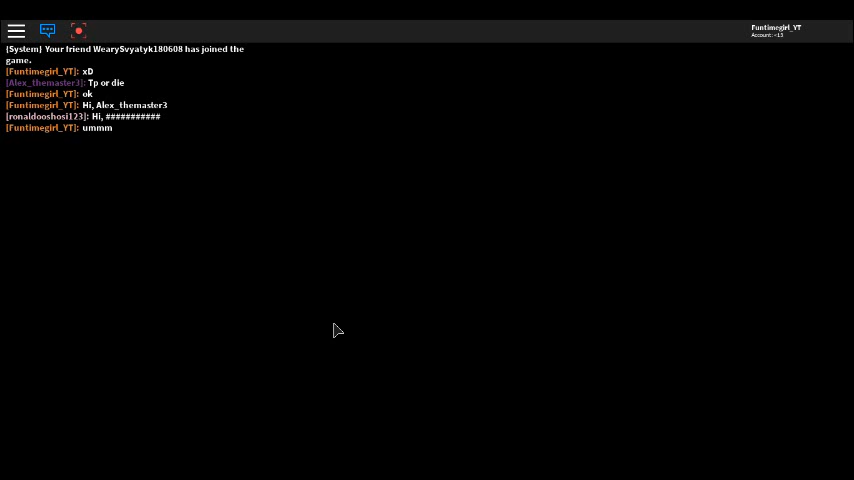 Funtimegirl_YT
Account: <13
{System} Your friend WearySvyatyk180608 has joined the
game.
[Funtimegirl_YT]: xD
[Alex_themaster3]: Tp or die
[Funtimegirl_YT]: ok
[Funtimegirl_YT]: Hi, Alex_themaster3
[ronaldooshosi123]: Hi, ###########
[Funtimegirl_YT]: ummm